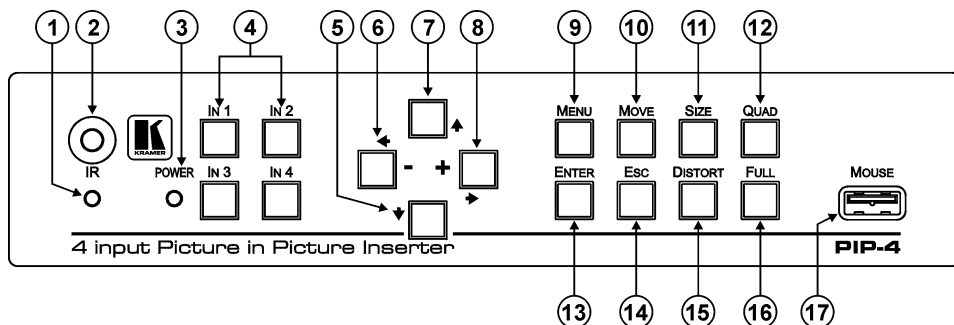 1 2 3 4 5 6 7 8 9 10 11 12
IN 1 IN 2 MENU MOVE SIZE QUAD
K
KRAMER
- +
IR POWER IN 3 IN 4 ENTER ESC DISTORT FULL MOUSE
4 input Picture in Picture Inserter PIP-4
13 14 15 16 17